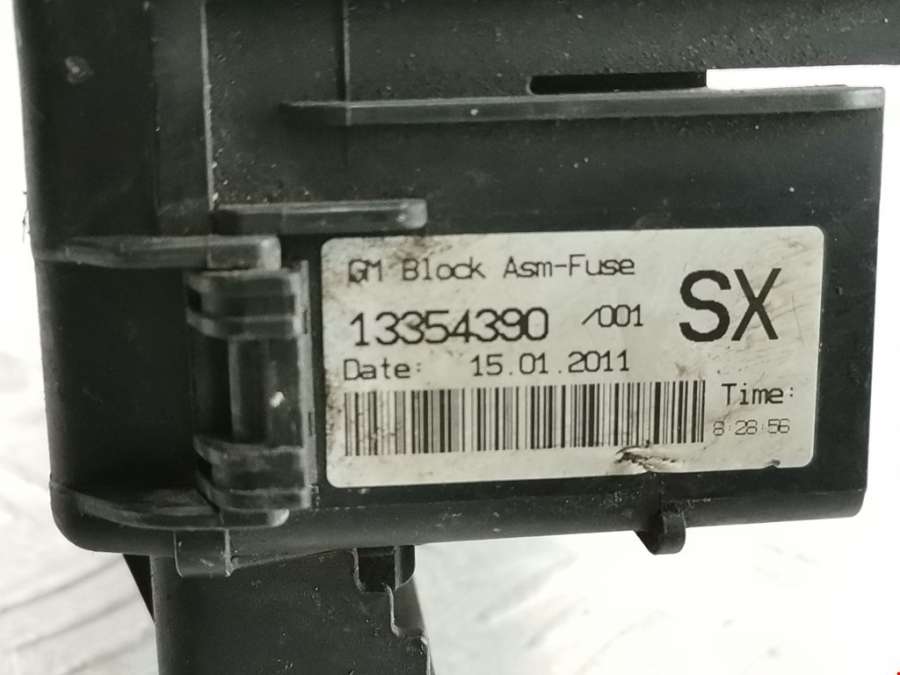 GM Block Asm-Fuse
13354390 /001 SX
Date: 15.01.2011
Time:
8:28:56